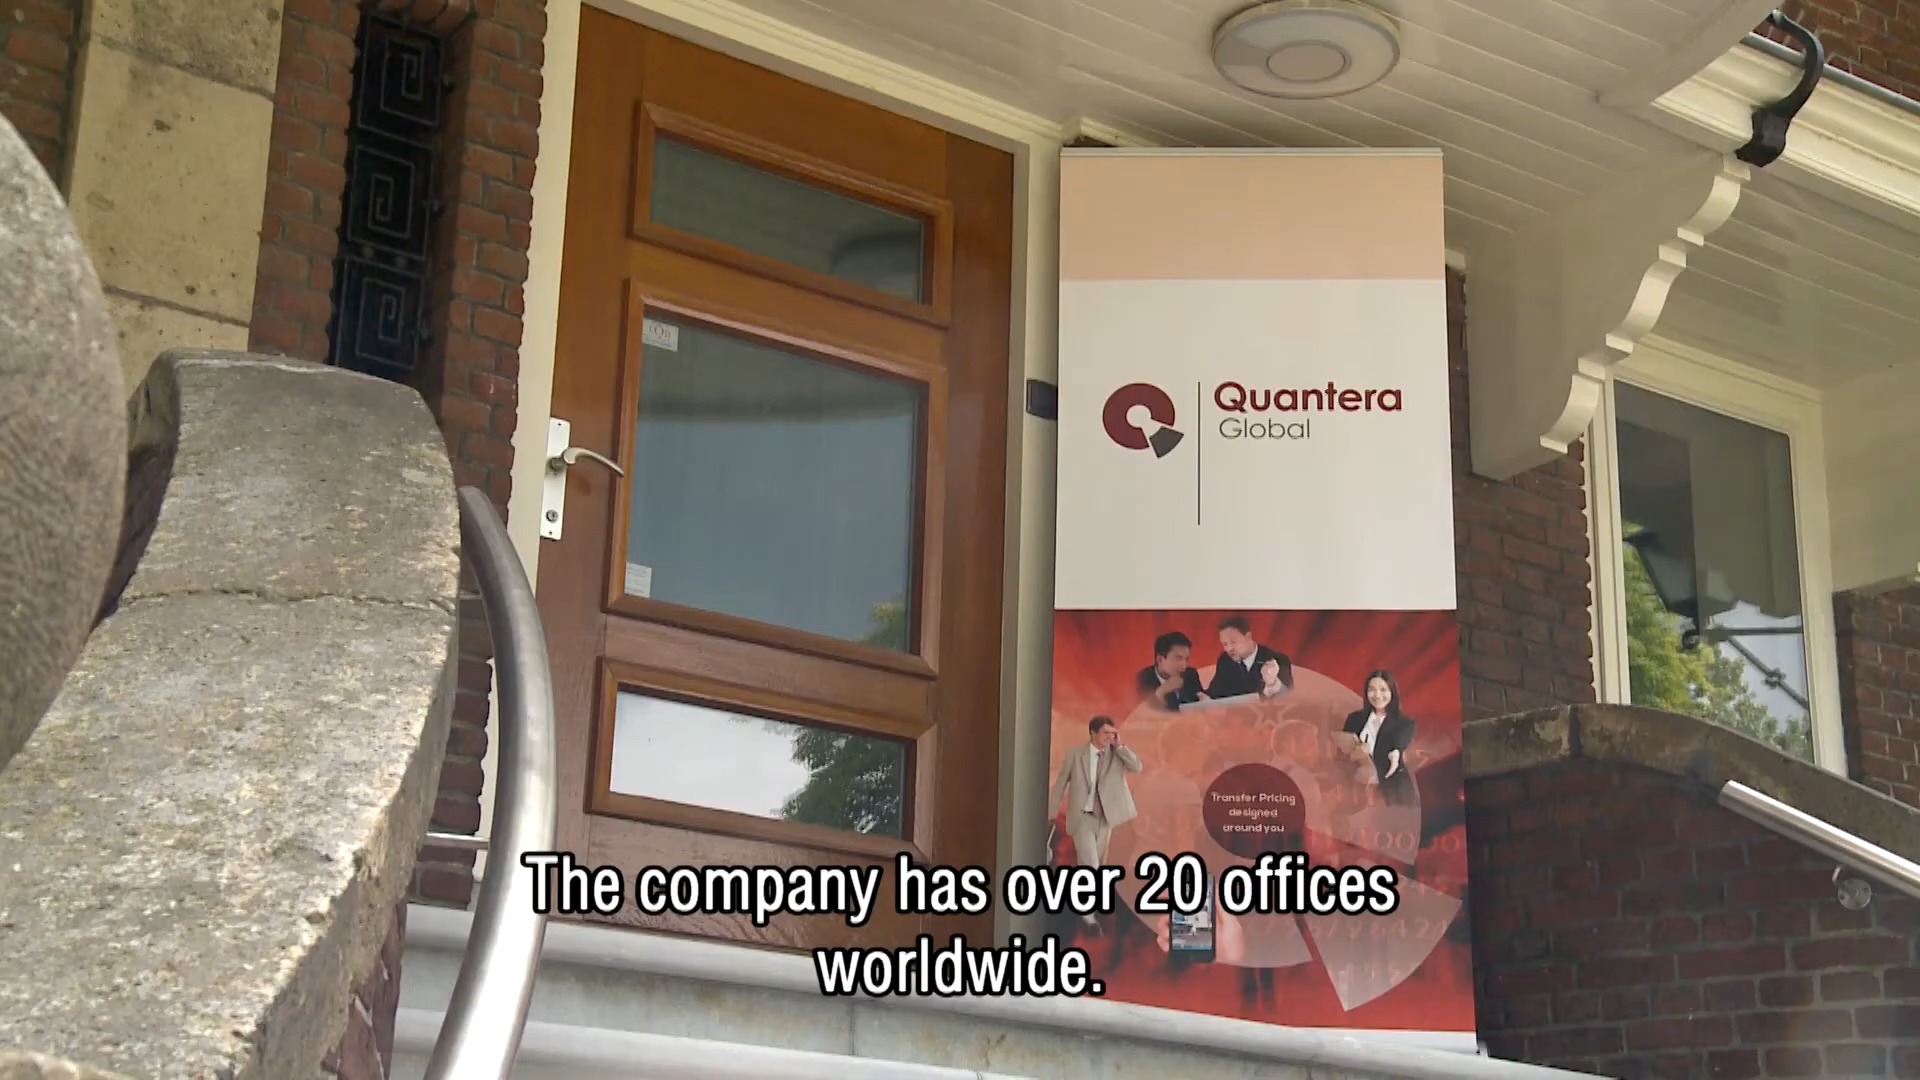 Quantera
Global
Transfer Pricing
designed
around you
The company has over 20 offices
worldwide.